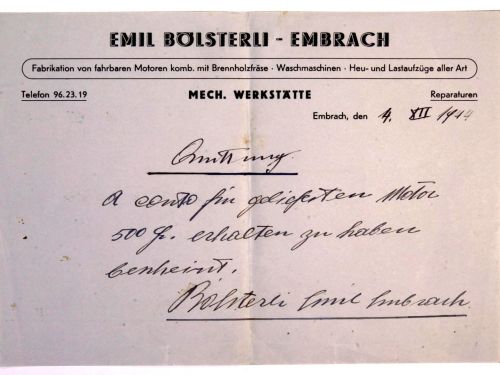 EMIL BÖLSTERLI - EMBRACH
Fabrikation von fahrbaren Motoren komb. mit Brennholzfräse · Waschmaschinen · Heu- und Lastaufzüge aller Art
Telefon 96.23.19 MECH. WERKSTÄTTE Reparaturen
Embrach, den 4. XII 1944
Quittung.
A conto für gelieferten Motor
500 Fr. erhalten zu haben
bescheint.
Bölsterli Emil Embrach.